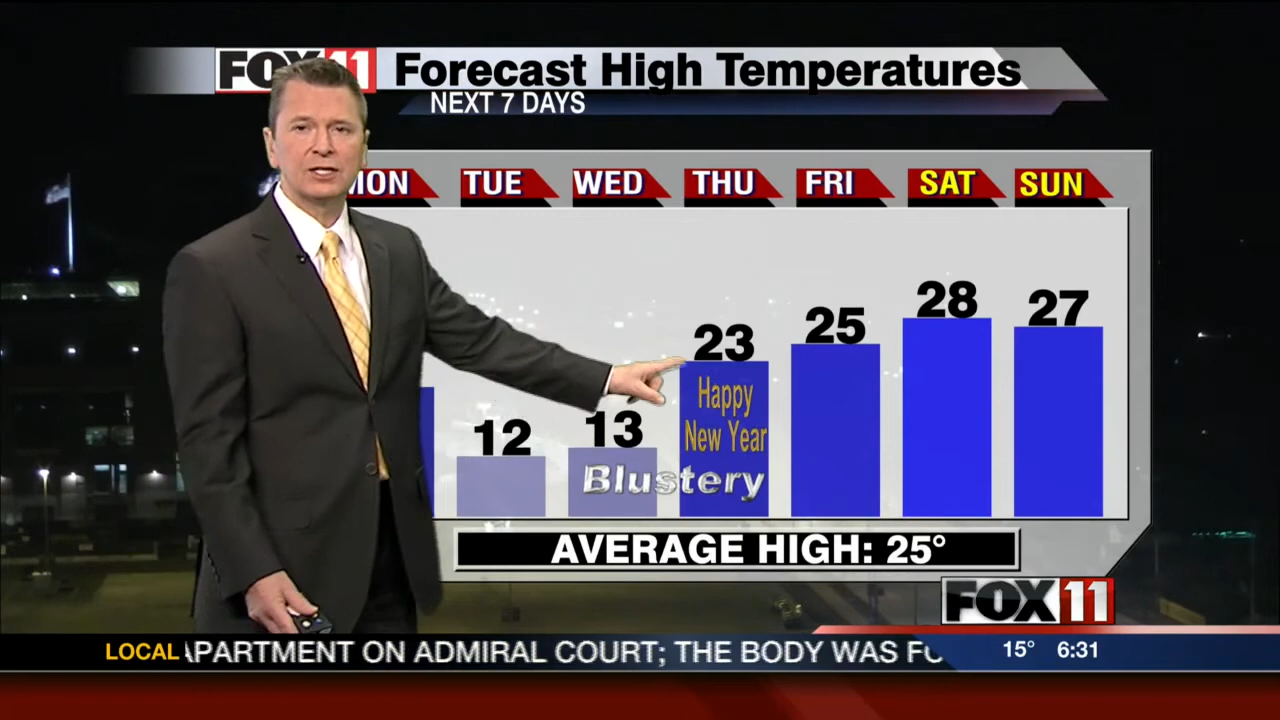 FOX 11 Forecast High Temperatures
NEXT 7 DAYS
MON TUE WED THU FRI SAT SUN
12 13 23 25 28 27
Happy
New Year
Blustery
AVERAGE HIGH: 25°
FOX 11
LOCAL APARTMENT ON ADMIRAL COURT; THE BODY WAS 15° 6:31